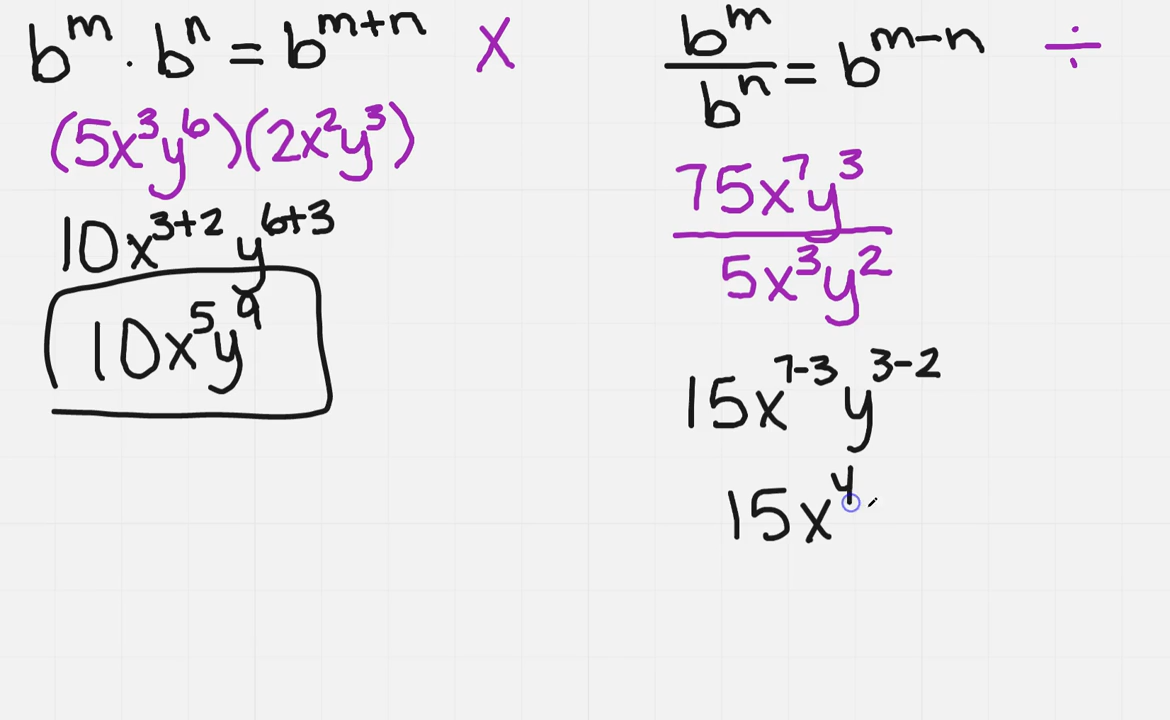 b^m · b^n = b^{m+n} X
(5x^3y^6)(2x^2y^3)
10x^{3+2} y^{6+3}
10x^5y^9
b^m/b^n = b^{m-n} ÷
75x^7y^3
5x^3y^2
15x^{7-3} y^{3-2}
15x^4